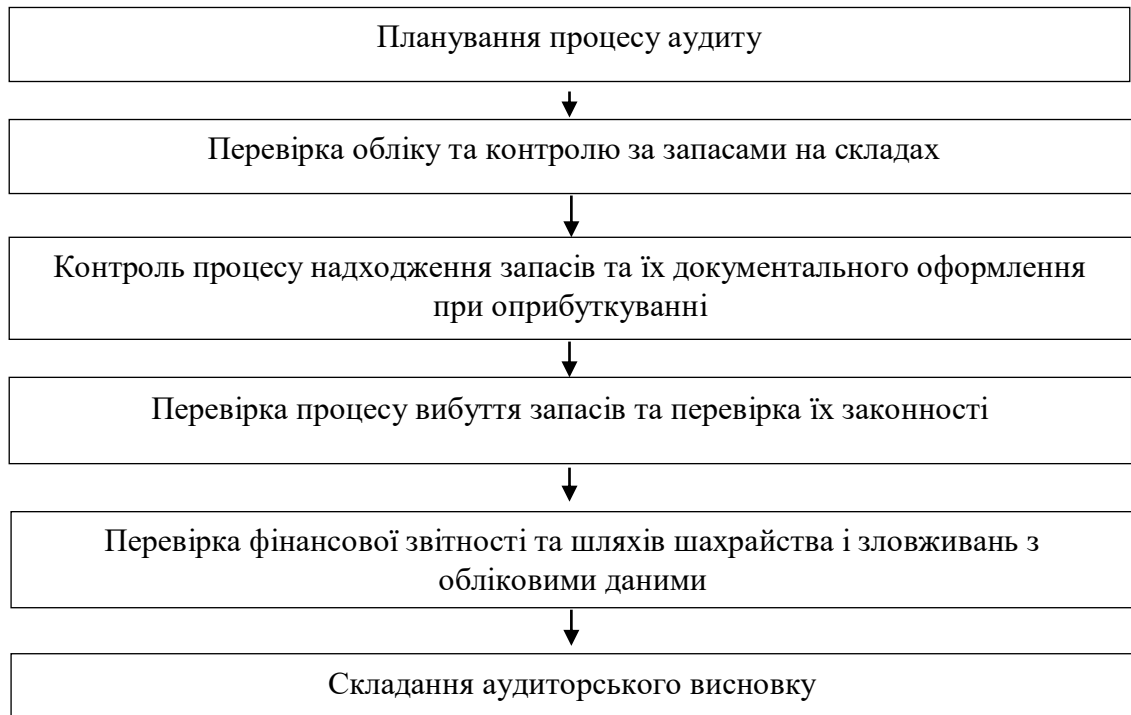 Планування процесу аудиту
Перевірка обліку та контролю за запасами на складах
Контроль процесу надходження запасів та їх документального оформлення
при оприбуткуванні
Перевірка процесу вибуття запасів та перевірка їх законності
Перевірка фінансової звітності та шляхів шахрайства і зловживань з
обліковими даними
Складання аудиторського висновку